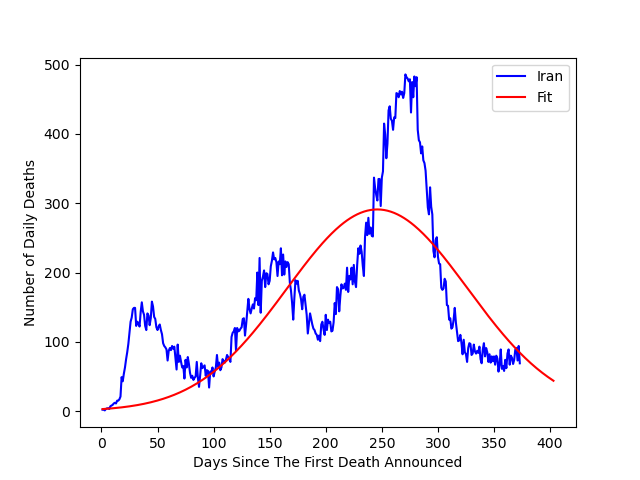 500
400
300
200
100
0
Number of Daily Deaths
Iran
Fit
0 50 100 150 200 250 300 350 400
Days Since The First Death Announced